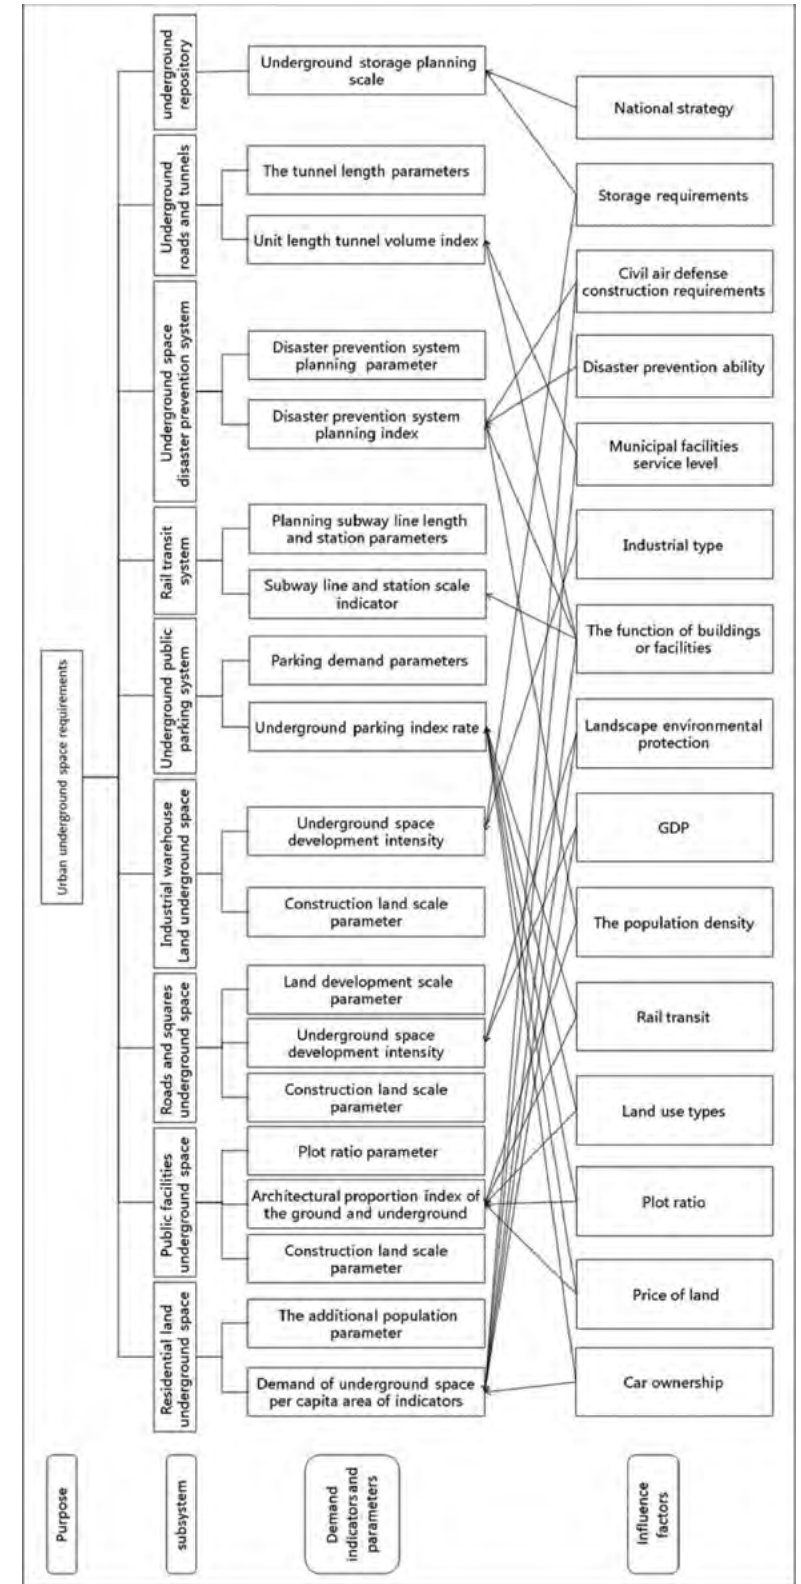 Urban underground space requirements
underground
repository
Underground
roads and tunnels
Underground space
disaster prevention system
Rail transit
system
Underground public
parking system
Industrial warehouse
Land underground space
Roads and squares
underground space
Public facilities
underground space
Residential land
underground space
Underground storage planning
scale
The tunnel length parameters
Unit length tunnel volume index
Disaster prevention system
planning parameter
Disaster prevention system
planning index
Planning subway line length
and station parameters
Subway line and station scale
indicator
Parking demand parameters
Underground parking index rate
Underground space
development intensity
Construction land scale
parameter
Land development scale
parameter
Underground space
development intensity
Construction land scale
parameter
Plot ratio parameter
Architectural proportion index of
the ground and underground
Construction land scale
parameter
The additional population
parameter
Demand of underground space
per capita area of indicators
National strategy
Storage requirements
Civil air defense
construction requirements
Disaster prevention ability
Municipal facilities
service level
Industrial type
The function of buildings
or facilities
Landscape environmental
protection
GDP
The population density
Rail transit
Land use types
Plot ratio
Price of land
Car ownership
Purpose
subsystem
Demand
indicators and
parameters
Influence
factors